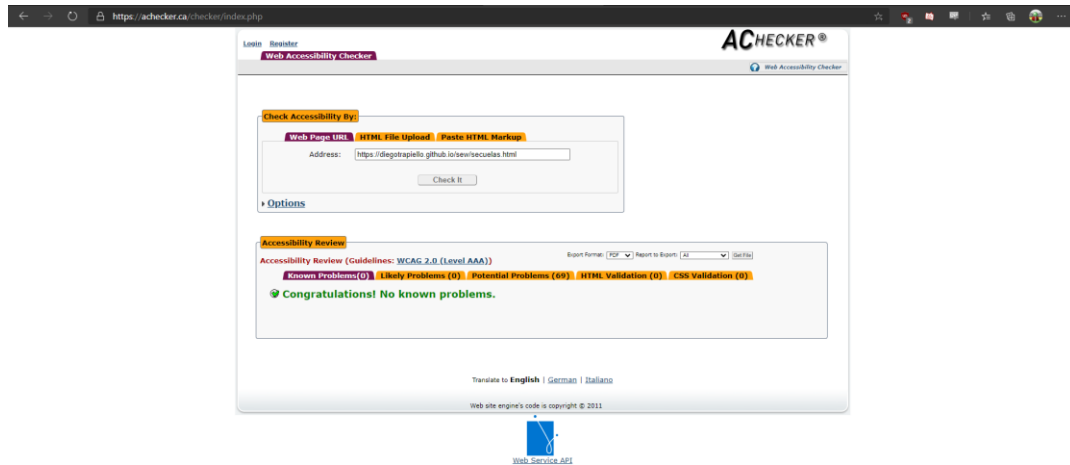 https://achecker.ca/checker/index.php
Login Register
ACHECKER®
Web Accessibility Checker
Web Accessibility Checker
Check Accessibility By:
Web Page URL HTML File Upload Paste HTML Markup
Address: https://diegotrapiello.github.io/sew/secuelas.html
Check It
Options
Accessibility Review
Accessibility Review (Guidelines: WCAG 2.0 (Level AAA))
Export Format: PDF Report to Export: All Get File
Known Problems(0) Likely Problems (0) Potential Problems (69) HTML Validation (0) CSS Validation (0)
Congratulations! No known problems.
Translate to English | German | Italiano
Web site engine's code is copyright © 2011
Web Service API